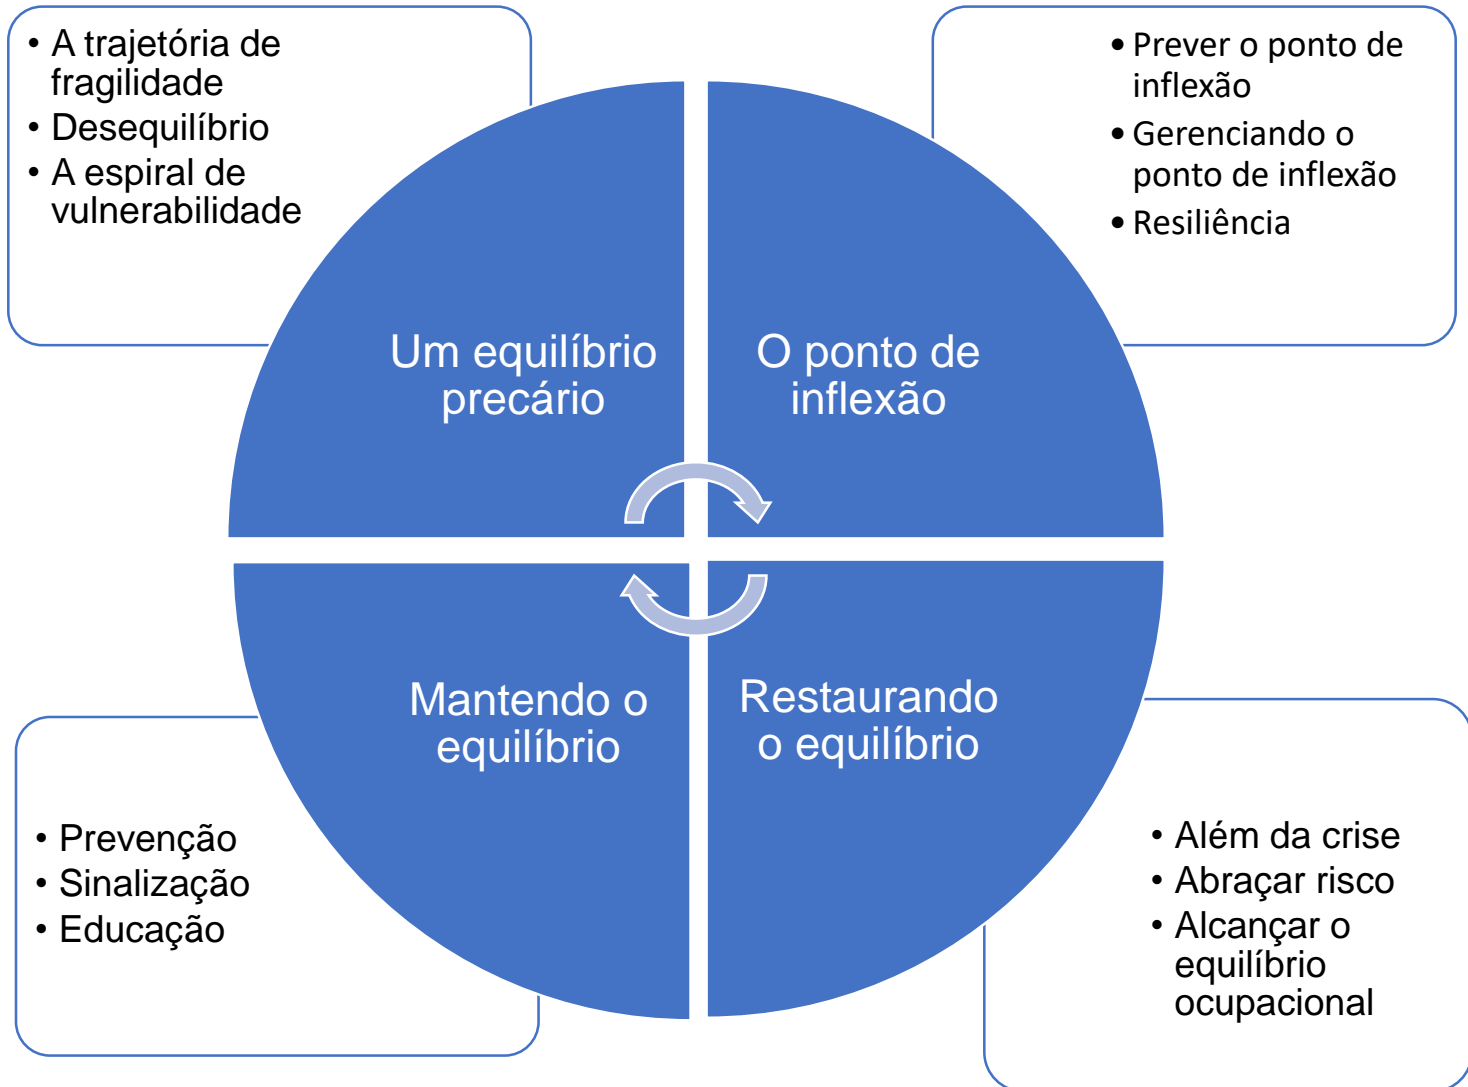 • A trajetória de
fragilidade
• Desequilíbrio
• A espiral de
vulnerabilidade
• Prever o ponto de
inflexão
• Gerenciando o
ponto de inflexão
• Resiliência
Um equilíbrio
precário
O ponto de
inflexão
Mantendo o
equilíbrio
Restaurando
o equilíbrio
• Prevenção
• Sinalização
• Educação
• Além da crise
• Abraçar risco
• Alcançar o
equilíbrio
ocupacional